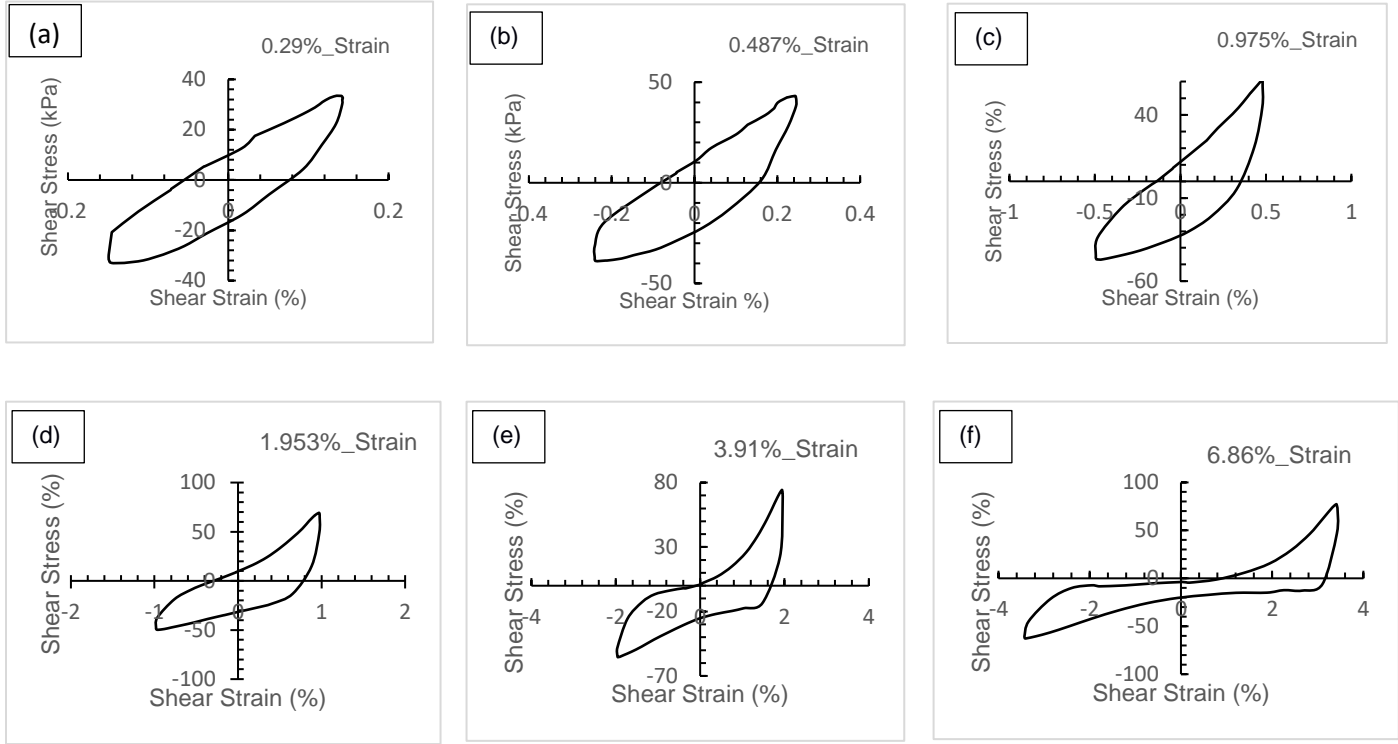 (a)
0.29%_Strain
Shear Stress (kPa)
40
20
0
-20
-40
-0.2
0
0.2
Shear Strain (%)
(b)
0.487%_Strain
Shear Stress (kPa)
50
0
-50
-0.4
-0.2
0
0.2
0.4
Shear Strain %)
(c)
0.975%_Strain
Shear Stress (%)
40
-10
-60
-1
-0.5
0
0.5
1
Shear Strain (%)
(d)
1.953%_Strain
Shear Stress (%)
100
50
0
-50
-100
-2
-1
0
1
2
Shear Strain (%)
(e)
3.91%_Strain
Shear Stress (%)
80
30
-20
-70
-4
-2
0
2
4
Shear Strain (%)
(f)
6.86%_Strain
Shear Stress (%)
100
50
0
-50
-100
-4
-2
0
2
4
Shear Strain (%)